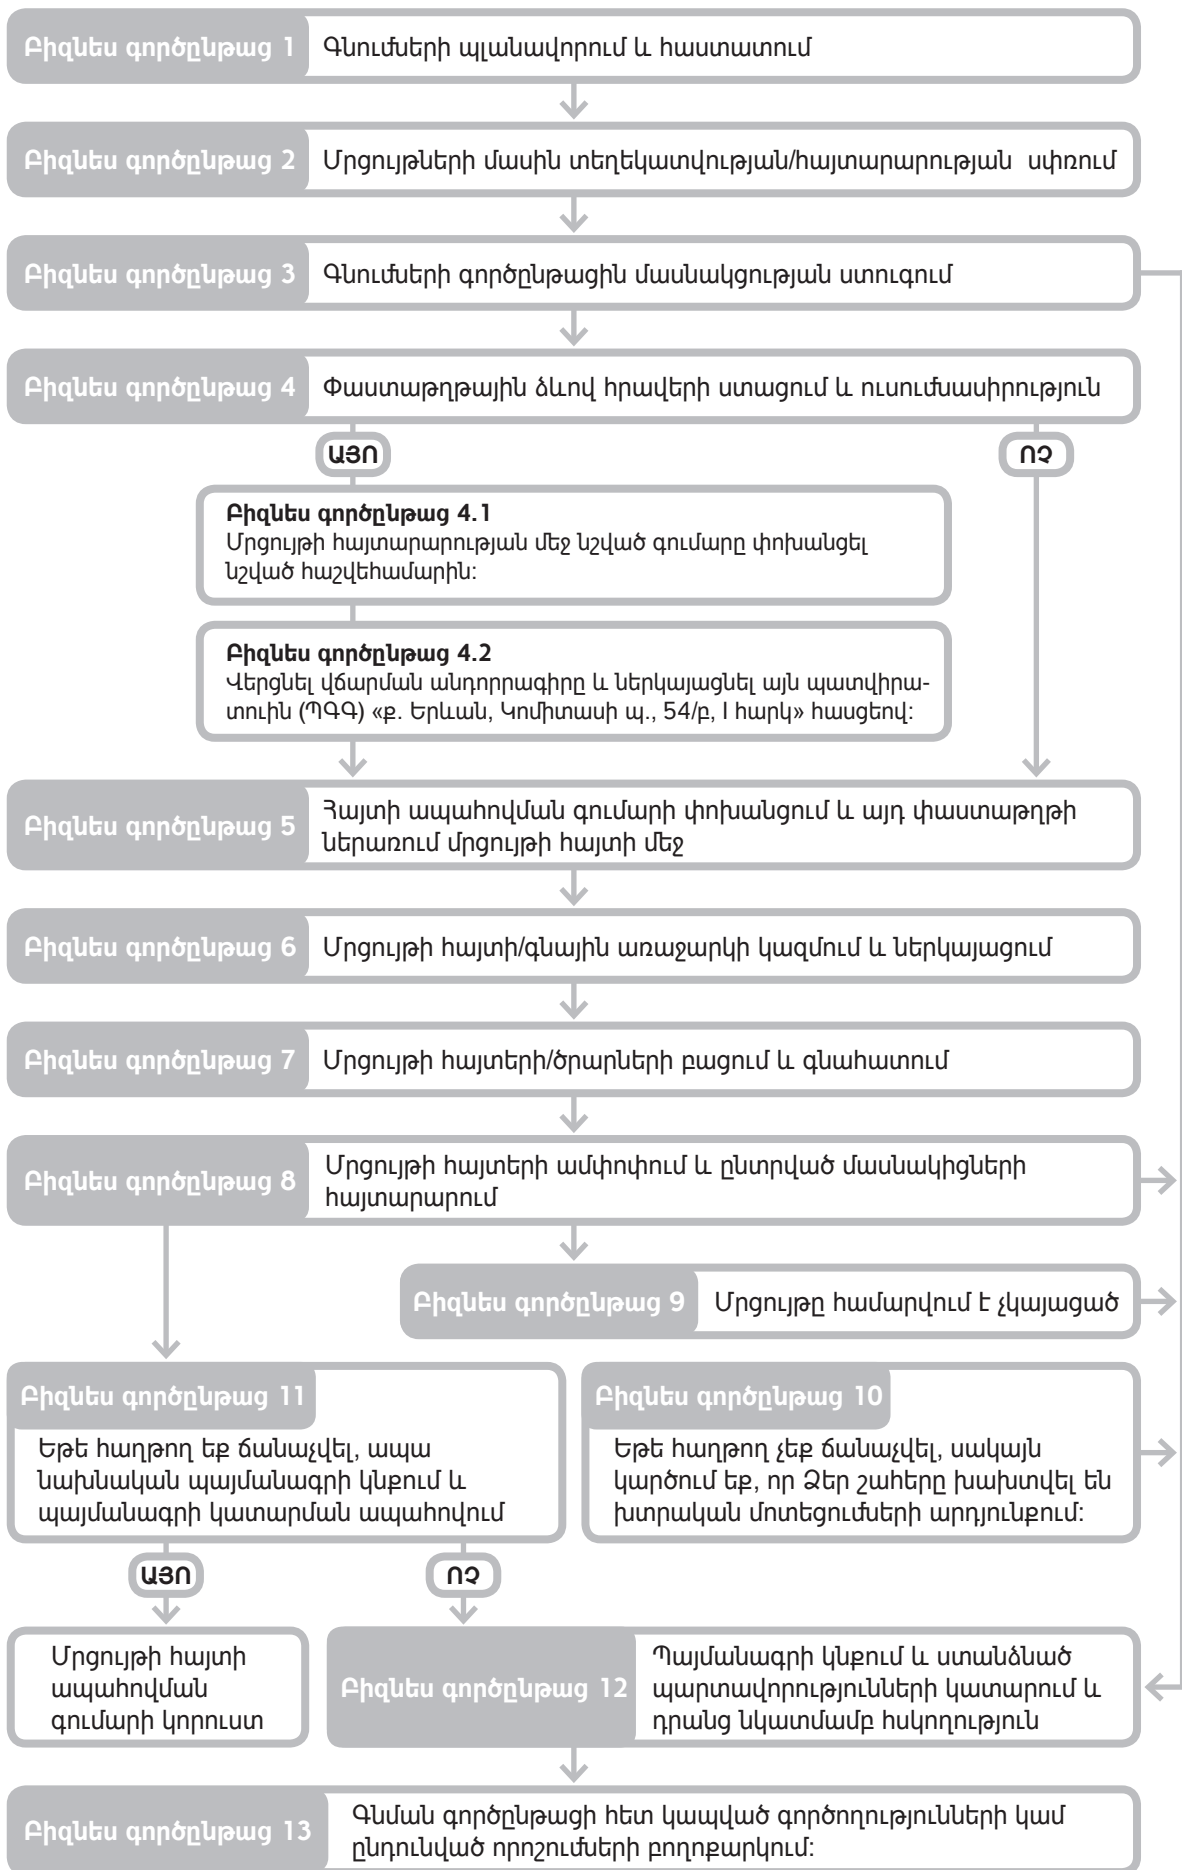 Բիզնես գործընթաց 1 Գնումների պլանավորում և հաստատում
Բիզնես գործընթաց 2 Մրցույթների մասին տեղեկատվության/հայտարարության սփռում
Բիզնես գործընթաց 3 Գնումների գործընթացին մասնակցության ստուգում
Բիզնես գործընթաց 4 Փաստաթղթային ձևով հրավերի ստացում և ուսումնասիրություն
ԱՅՈ ՈՉ
Բիզնես գործընթաց 4.1
Մրցույթի հայտարարության մեջ նշված գումարը փոխանցել
նշված հաշվեհամարին:
Բիզնես գործընթաց 4.2
Վերցնել վճարման անդորրագիրը և ներկայացնել այն պատվիրա-
տուին (ՊԳԳ) «ք. Երևան, Կոմիտասի պ., 54/բ, I հարկ» հասցեով:
Բիզնես գործընթաց 5 Հայտի ապահովման գումարի փոխանցում և այդ փաստաթղթի
ներառում մրցույթի հայտի մեջ
Բիզնես գործընթաց 6 Մրցույթի հայտի/գնային առաջարկի կազմում և ներկայացում
Բիզնես գործընթաց 7 Մրցույթի հայտերի/ծրարների բացում և գնահատում
Բիզնես գործընթաց 8 Մրցույթի հայտերի ամփոփում և ընտրված մասնակիցների
հայտարարում
Բիզնես գործընթաց 9 Մրցույթը համարվում է չկայացած
Բիզնես գործընթաց 11
Եթե հաղթող եք ճանաչվել, ապա
նախնական պայմանագրի կնքում և
պայմանագրի կատարման ապահովում
Բիզնես գործընթաց 10
Եթե հաղթող չեք ճանաչվել, սակայն
կարծում եք, որ Ձեր շահերը խախտվել են
խտրական մոտեցումների արդյունքում:
ԱՅՈ ՈՉ
Մրցույթի հայտի
ապահովման
գումարի կորուստ
Բիզնես գործընթաց 12 Պայմանագրի կնքում և ստանձնած
պարտավորությունների կատարում և
դրանց նկատմամբ հսկողություն
Բիզնես գործընթաց 13 Գնման գործընթացի հետ կապված գործողությունների կամ
ընդունված որոշումների բողոքարկում: